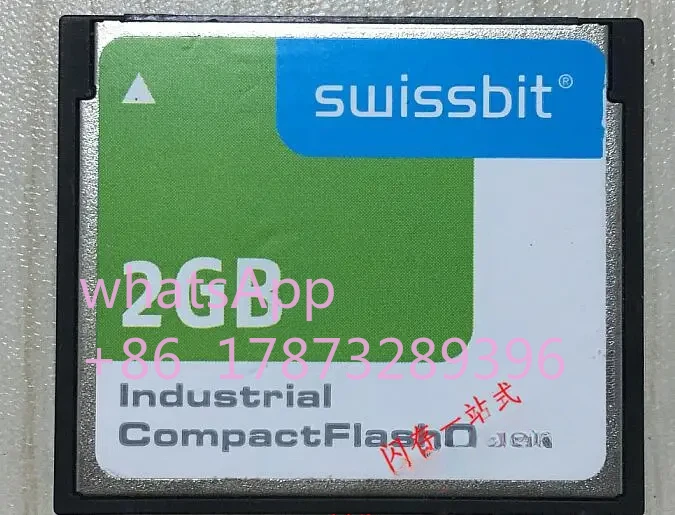 swissbit®
2GB
whatsApp
+86 17873289396
Industrial
CompactFlash
闪存一站式